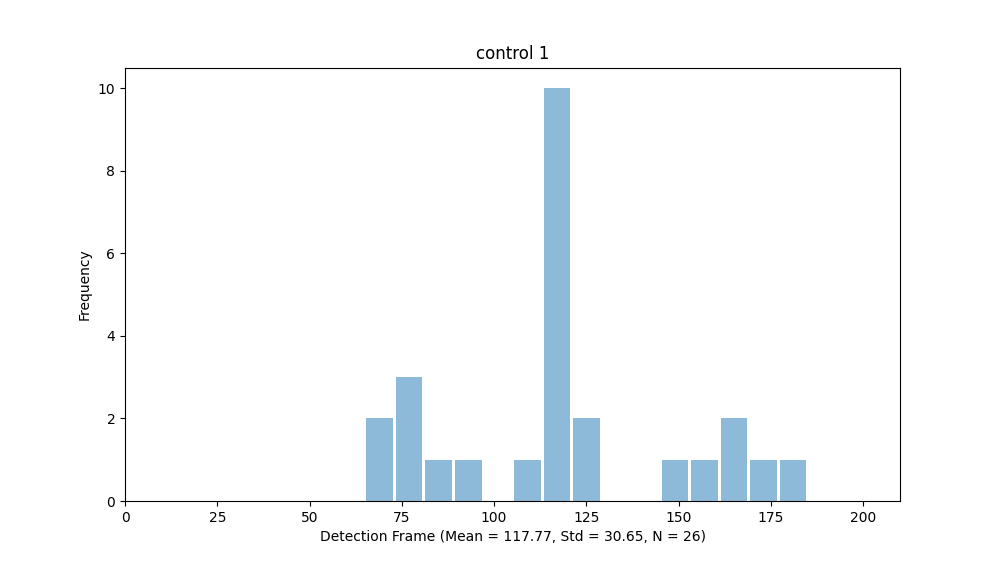 control 1
10
8
6
4
2
0
Frequency
0 25 50 75 100 125 150 175 200
Detection Frame (Mean = 117.77, Std = 30.65, N = 26)